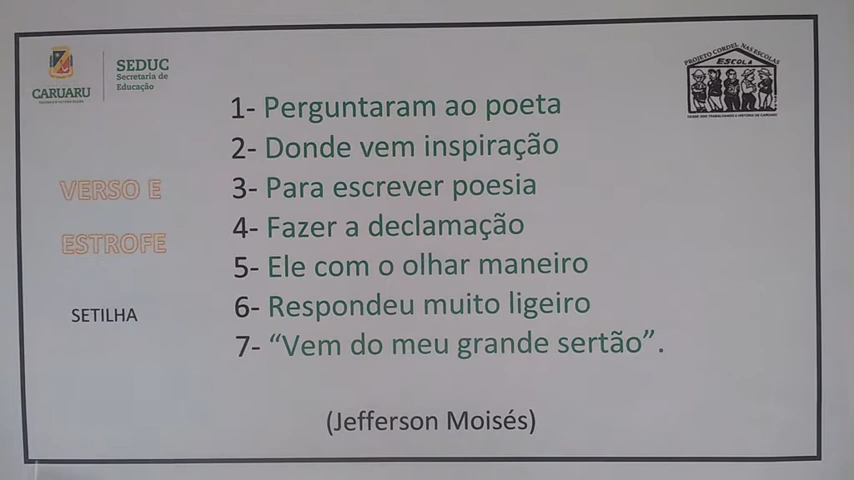 CARUARU
SEDUC
Secretaria de
Educação
PROJETO CORDEL NAS ESCOLAS
ESCOLA
VERSO E
ESTROFE
SETILHA
1- Perguntaram ao poeta
2- Donde vem inspiração
3- Para escrever poesia
4- Fazer a declamação
5- Ele com o olhar maneiro
6- Respondeu muito ligeiro
7- “Vem do meu grande sertão”.
(Jefferson Moisés)